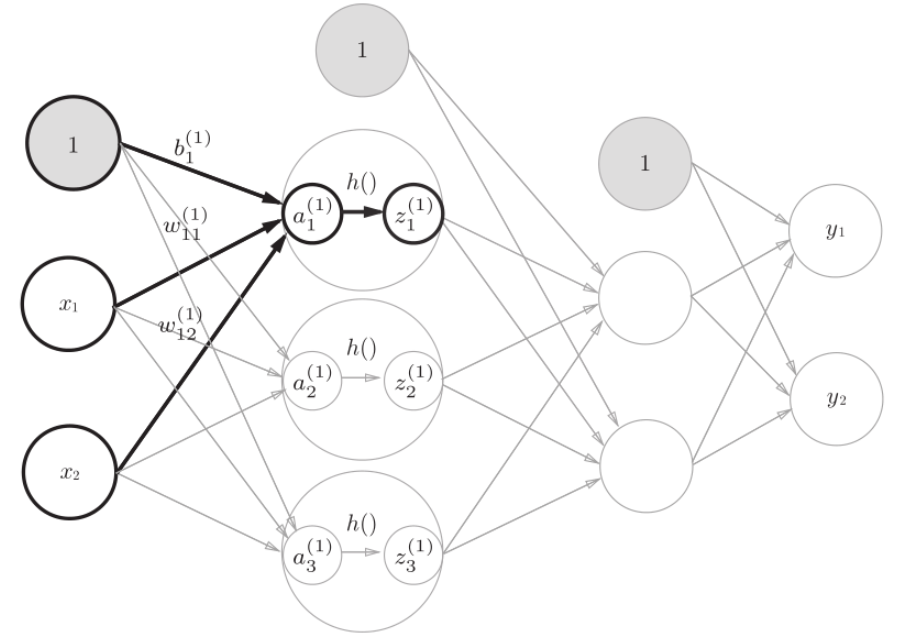 1
1
b₁⁽¹⁾
h()
1
w₁₁⁽¹⁾
a₁⁽¹⁾
z₁⁽¹⁾
y₁
x₁
w₁₂⁽¹⁾
h()
a₂⁽¹⁾
z₂⁽¹⁾
y₂
x₂
h()
a₃⁽¹⁾
z₃⁽¹⁾